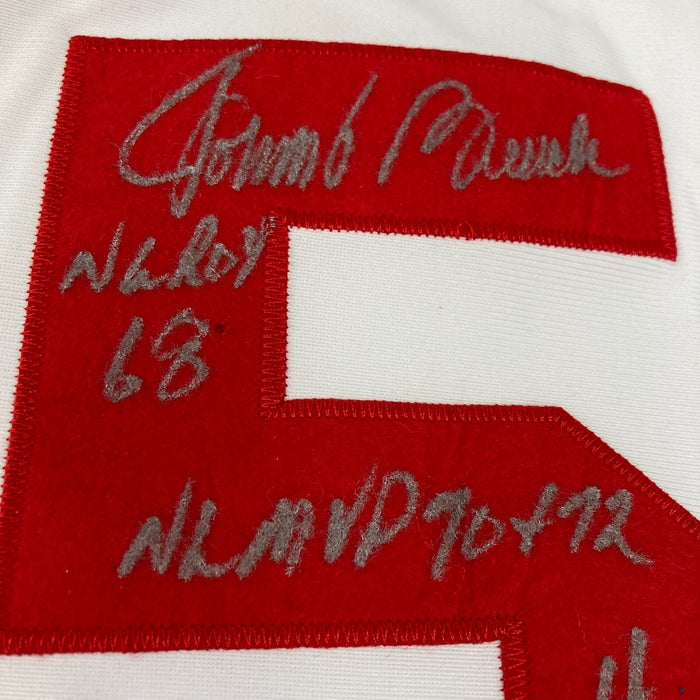 Johnny Bench
NL ROY
68
NL MVP 70 + 72
H